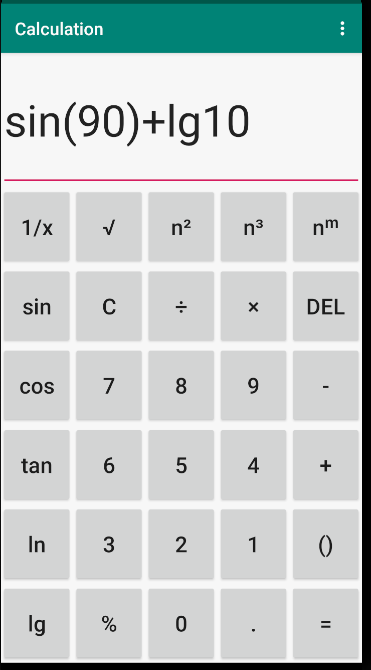 Calculation
sin(90)+lg10
1/x √ n² n³ nᵐ
sin C ÷ × DEL
cos 7 8 9 -
tan 6 5 4 +
ln 3 2 1 ()
lg % 0 . =